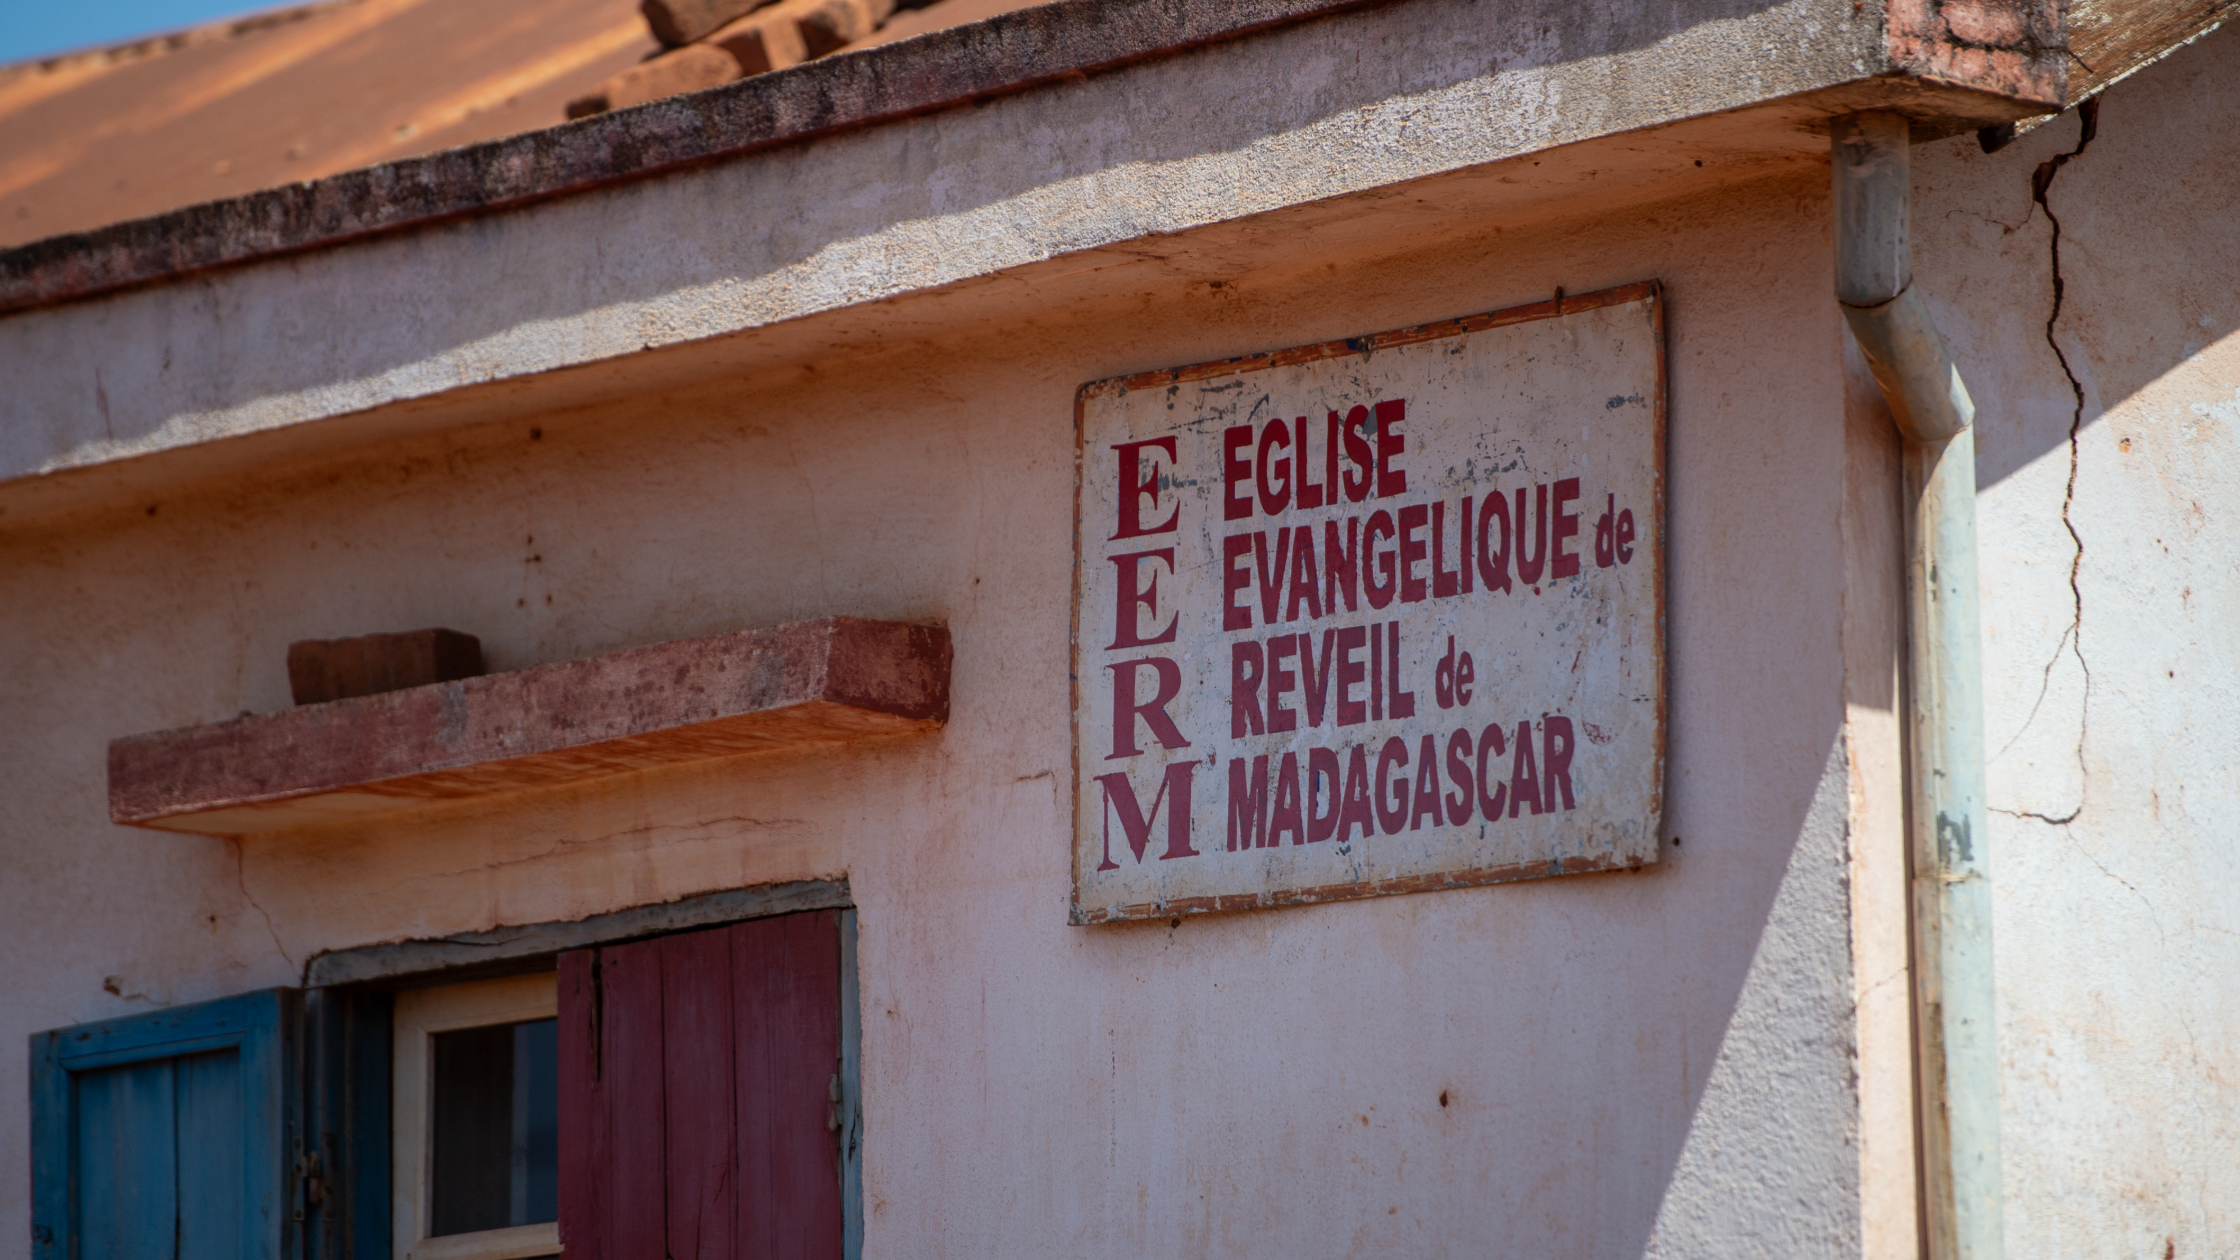 E EGLISE
E EVANGELIQUE de
R REVEIL de
M MADAGASCAR